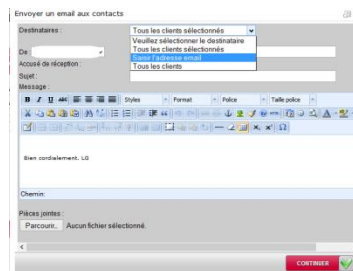 Envoyer un email aux contacts
Destinataires : Tous les clients sélectionnés
Veuillez sélectionner le destinataire
Tous les clients sélectionnés
Saisir l'adresse email
Tous les clients
De :
Accusé de réception :
Sujet :
Message :
B I U ABC Styles Format Police Taille police
Bien cordialement. LG
Chemin:
Pièces jointes :
Parcourir... Aucun fichier sélectionné.
CONTINUER